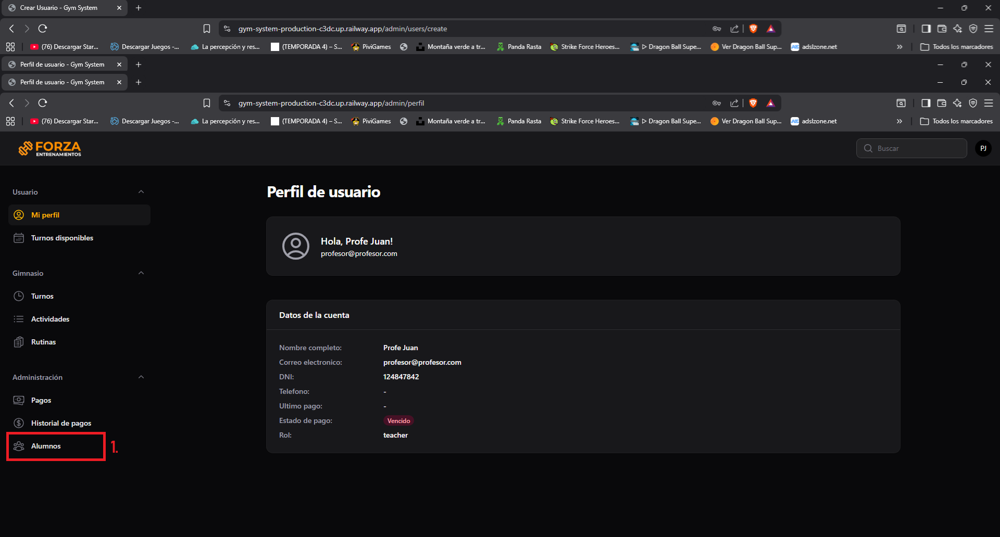 Crear Usuario - Gym System
gym-system-production-c3dc.up.railway.app/admin/users/create
(76) Descargar Star... Descargar Juegos -... La percepción y res... (TEMPORADA 4) – S... PiviGames Montaña verde a tr... Panda Rasta Strike Force Heroes... ▷ Dragon Ball Supe... Ver Dragon Ball Sup... adslzone.net » Todos los marcadores
Perfil de usuario - Gym System
Perfil de usuario - Gym System
gym-system-production-c3dc.up.railway.app/admin/perfil
(76) Descargar Star... Descargar Juegos -... La percepción y res... (TEMPORADA 4) – S... PiviGames Montaña verde a tr... Panda Rasta Strike Force Heroes... ▷ Dragon Ball Supe... Ver Dragon Ball Sup... adslzone.net » Todos los marcadores
FORZA
ENTRENAMIENTOS
Buscar
PJ
Usuario
Mi perfil
Turnos disponibles
Gimnasio
Turnos
Actividades
Rutinas
Administración
Pagos
Historial de pagos
Alumnos
1.
Perfil de usuario
Hola, Profe Juan!
profesor@profesor.com
Datos de la cuenta
Nombre completo: Profe Juan
Correo electronico: profesor@profesor.com
DNI: 124847842
Telefono: -
Ultimo pago: -
Estado de pago: Vencido
Rol: teacher